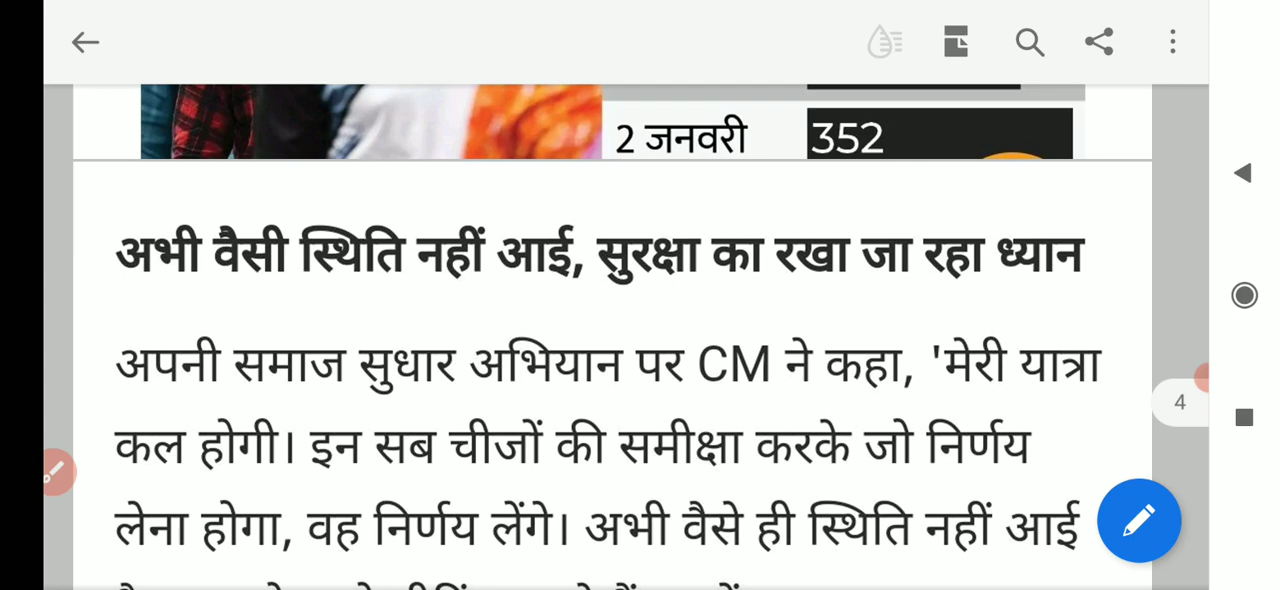 2 जनवरी 352
अभी वैसी स्थिति नहीं आई, सुरक्षा का रखा जा रहा ध्यान
अपनी समाज सुधार अभियान पर CM ने कहा, 'मेरी यात्रा
कल होगी। इन सब चीजों की समीक्षा करके जो निर्णय
4
लेना होगा, वह निर्णय लेंगे। अभी वैसे ही स्थिति नहीं आई